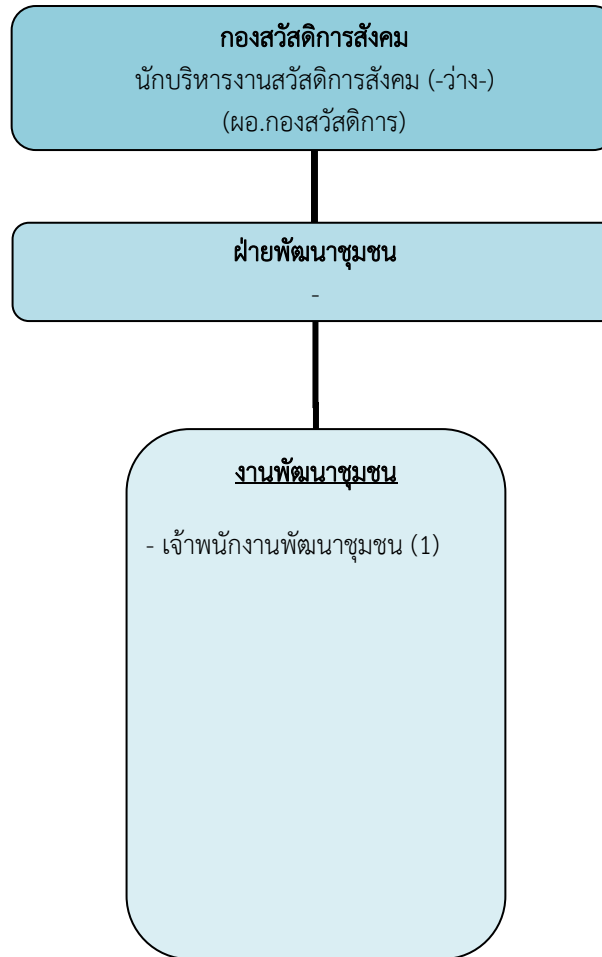 กองสวัสดิการสังคม
นักบริหารงานสวัสดิการสังคม (-ว่าง-)
(ผอ.กองสวัสดิการ)
ฝ่ายพัฒนาชุมชน
-
งานพัฒนาชุมชน
- เจ้าพนักงานพัฒนาชุมชน (1)